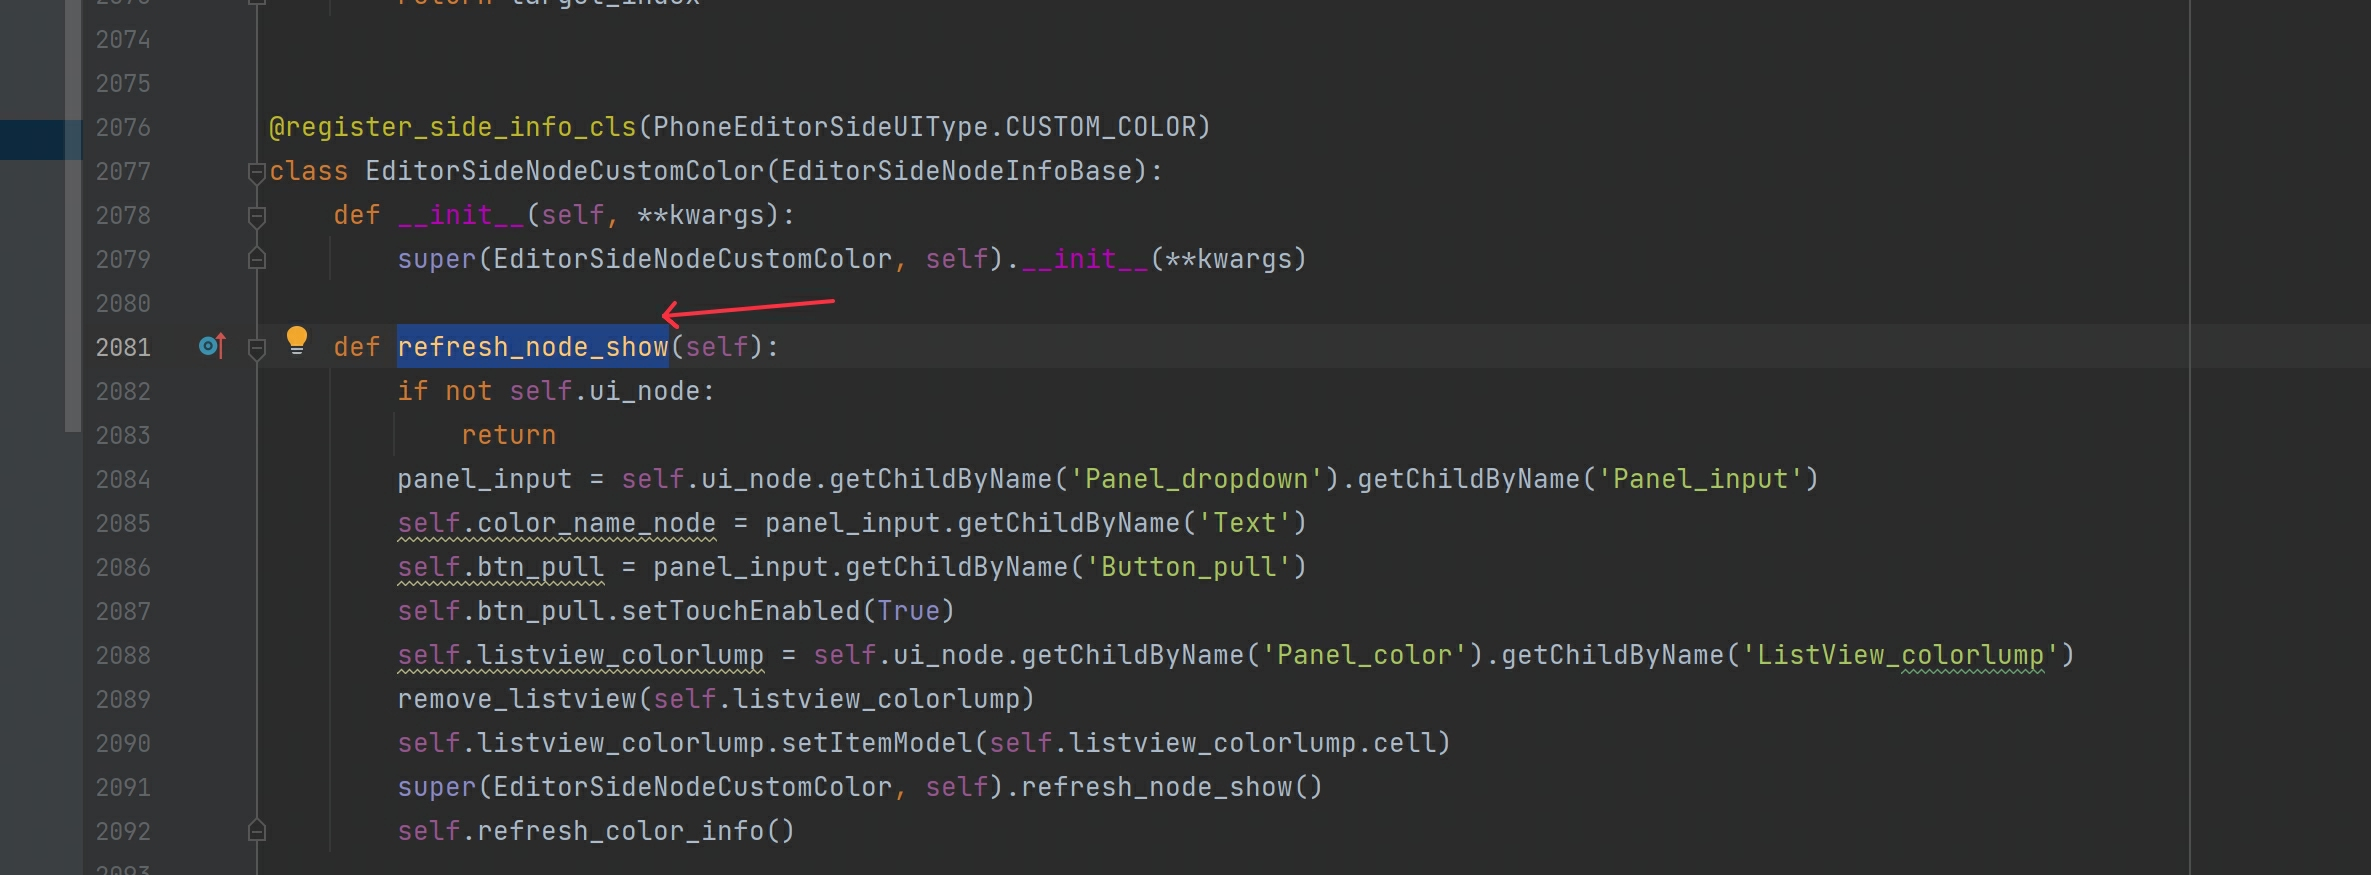 return target_index
2074
2075
2076 @register_side_info_cls(PhoneEditorSideUIType.CUSTOM_COLOR)
2077 class EditorSideNodeCustomColor(EditorSideNodeInfoBase):
2078 def __init__(self, **kwargs):
2079 super(EditorSideNodeCustomColor, self).__init__(**kwargs)
2080
2081 def refresh_node_show(self):
2082 if not self.ui_node:
2083 return
2084 panel_input = self.ui_node.getChildByName('Panel_dropdown').getChildByName('Panel_input')
2085 self.color_name_node = panel_input.getChildByName('Text')
2086 self.btn_pull = panel_input.getChildByName('Button_pull')
2087 self.btn_pull.setTouchEnabled(True)
2088 self.listview_colorlump = self.ui_node.getChildByName('Panel_color').getChildByName('ListView_colorlump')
2089 remove_listview(self.listview_colorlump)
2090 self.listview_colorlump.setItemModel(self.listview_colorlump.cell)
2091 super(EditorSideNodeCustomColor, self).refresh_node_show()
2092 self.refresh_color_info()
2093